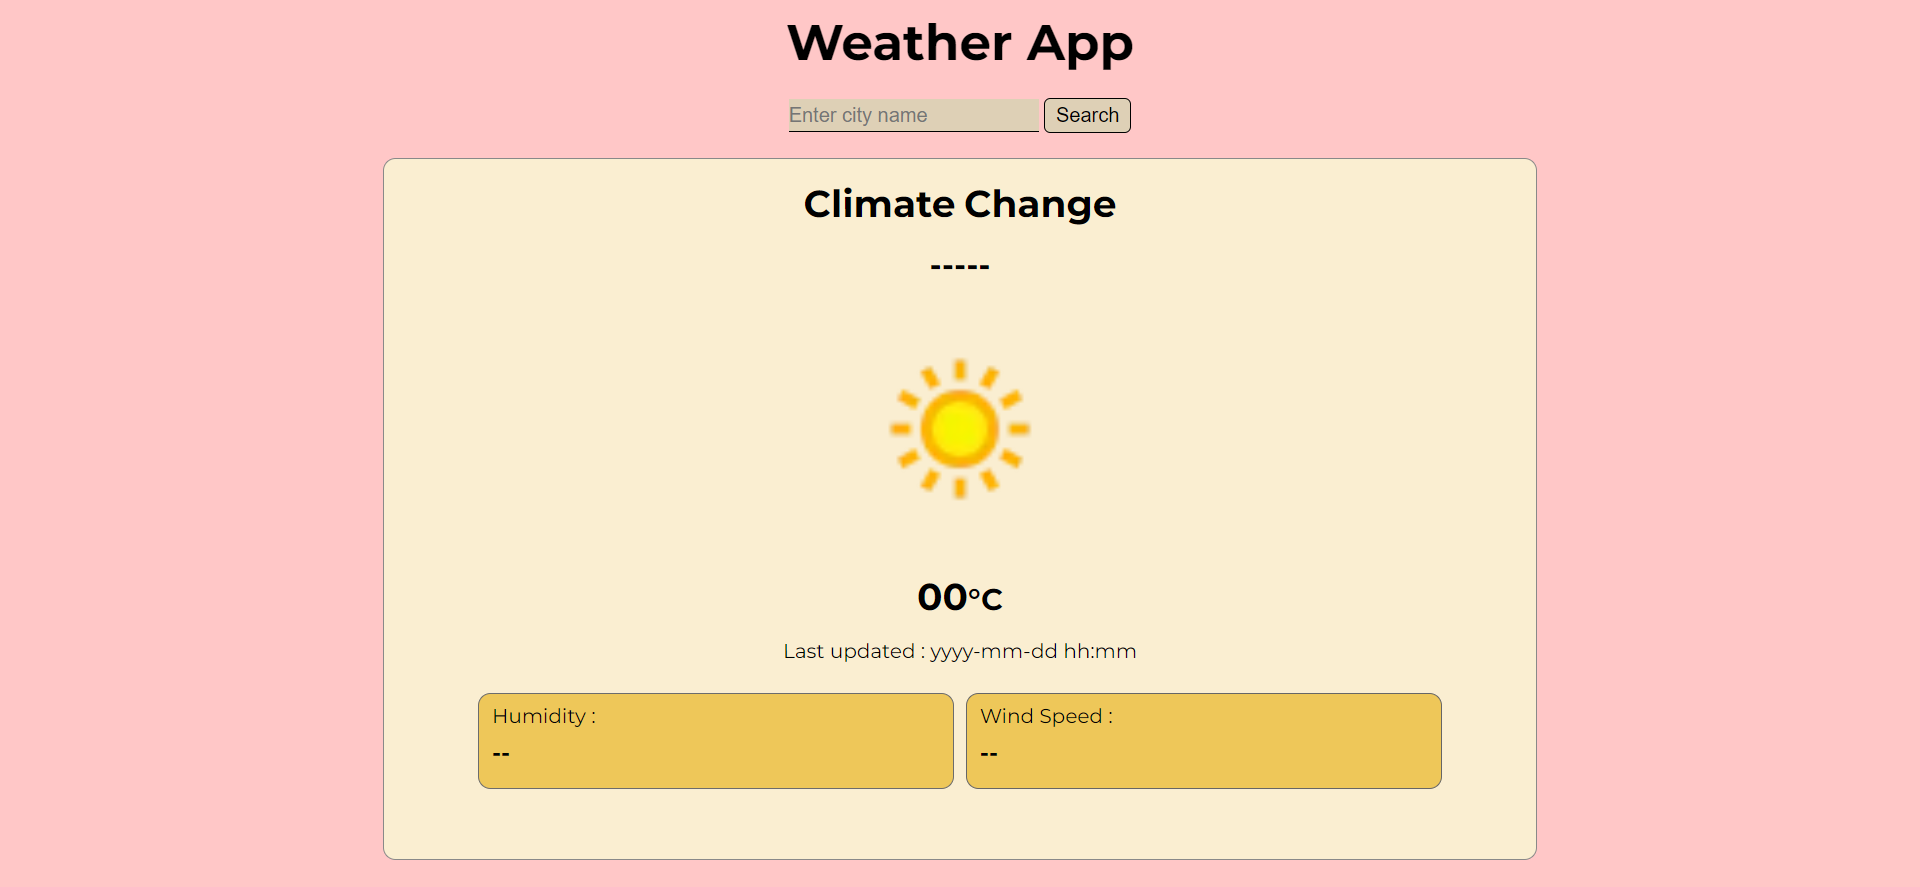 Weather App
Enter city name Search
Climate Change
-----
00°C
Last updated : yyyy-mm-dd hh:mm
Humidity :
--
Wind Speed :
--